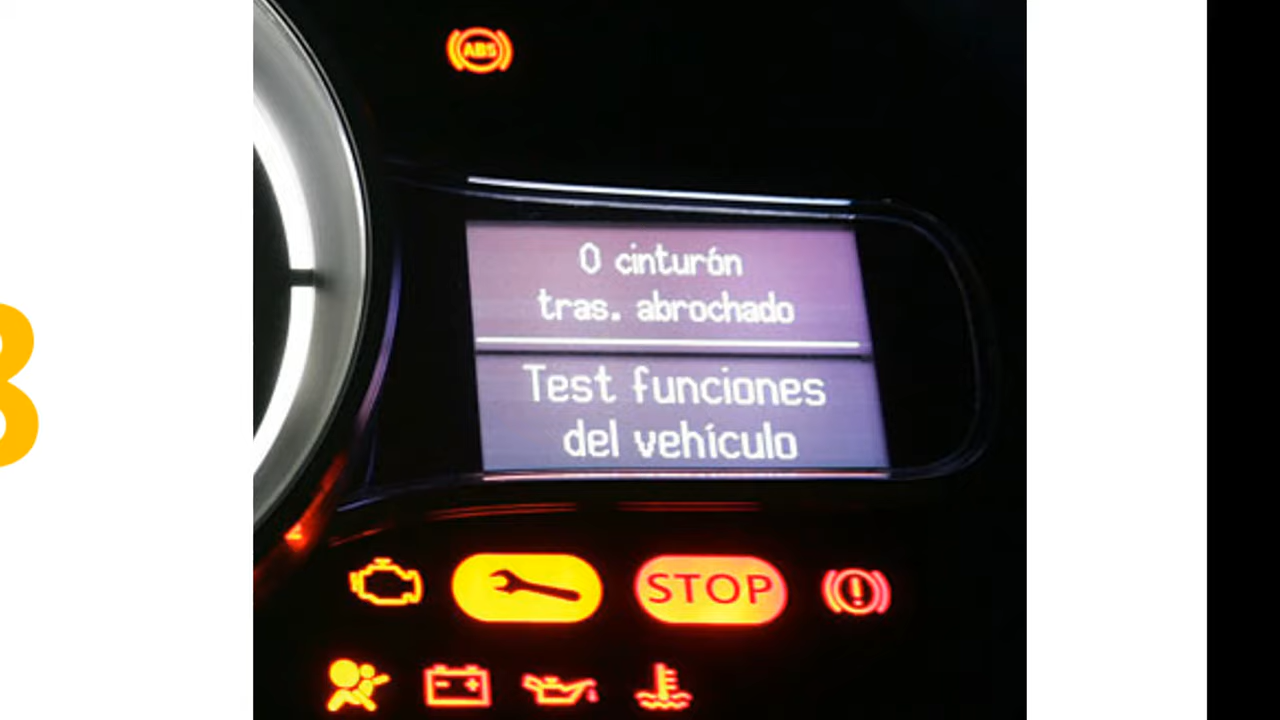 ABS
0 cinturón
tras. abrochado
Test funciones
del vehículo
STOP